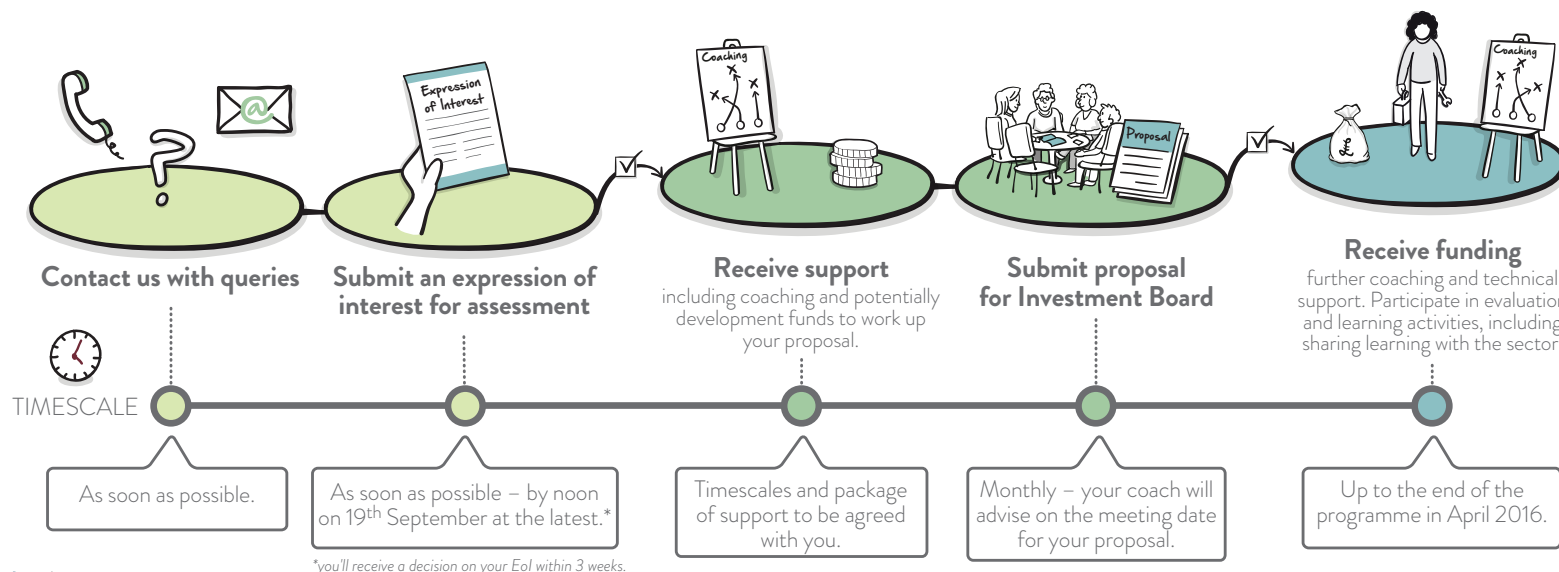 Coaching
Expression
of Interest
@
Proposal
£
Coaching
Contact us with queries
Submit an expression of
interest for assessment
Receive support
including coaching and potentially
development funds to work up
your proposal.
Submit proposal
for Investment Board
Receive funding
further coaching and technical
support. Participate in evaluation
and learning activities, including
sharing learning with the sector
TIMESCALE
As soon as possible.
As soon as possible – by noon
on 19th September at the latest.*
*you'll receive a decision on your EoI within 3 weeks.
Timescales and package
of support to be agreed
with you.
Monthly – your coach will
advise on the meeting date
for your proposal.
Up to the end of the
programme in April 2016.